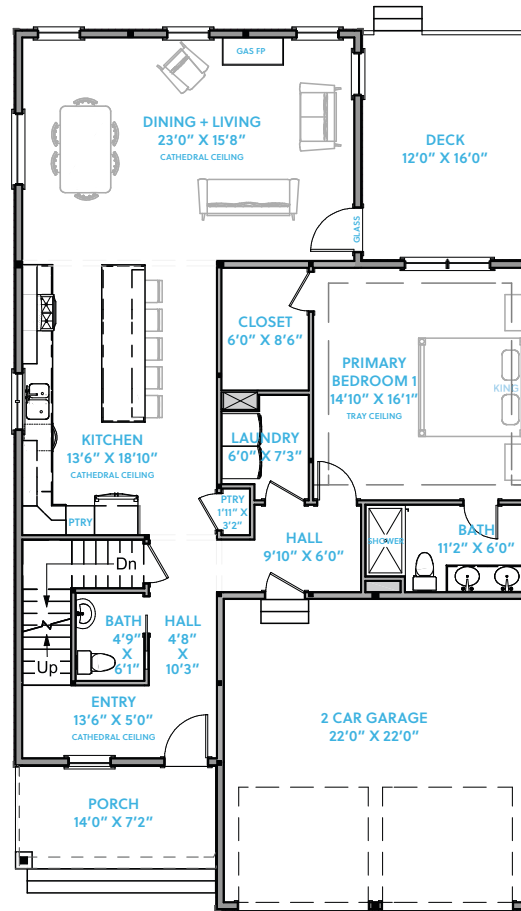 GAS FP
DINING + LIVING
23'0" X 15'8"
CATHEDRAL CEILING
DECK
12'0" X 16'0"
GLASS
CLOSET
6'0" X 8'6"
PRIMARY
BEDROOM 1
14'10" X 16'1"
TRAY CEILING
KING
KITCHEN
13'6" X 18'10"
CATHEDRAL CEILING
LAUNDRY
6'0" X 7'3"
PTRY
1'11" X
3'2"
PTRY
HALL
9'10" X 6'0"
SHOWER
BATH
11'2" X 6'0"
Dn
Up
BATH
4'9"
X
6'1"
HALL
4'8"
X
10'3"
ENTRY
13'6" X 5'0"
CATHEDRAL CEILING
2 CAR GARAGE
22'0" X 22'0"
PORCH
14'0" X 7'2"